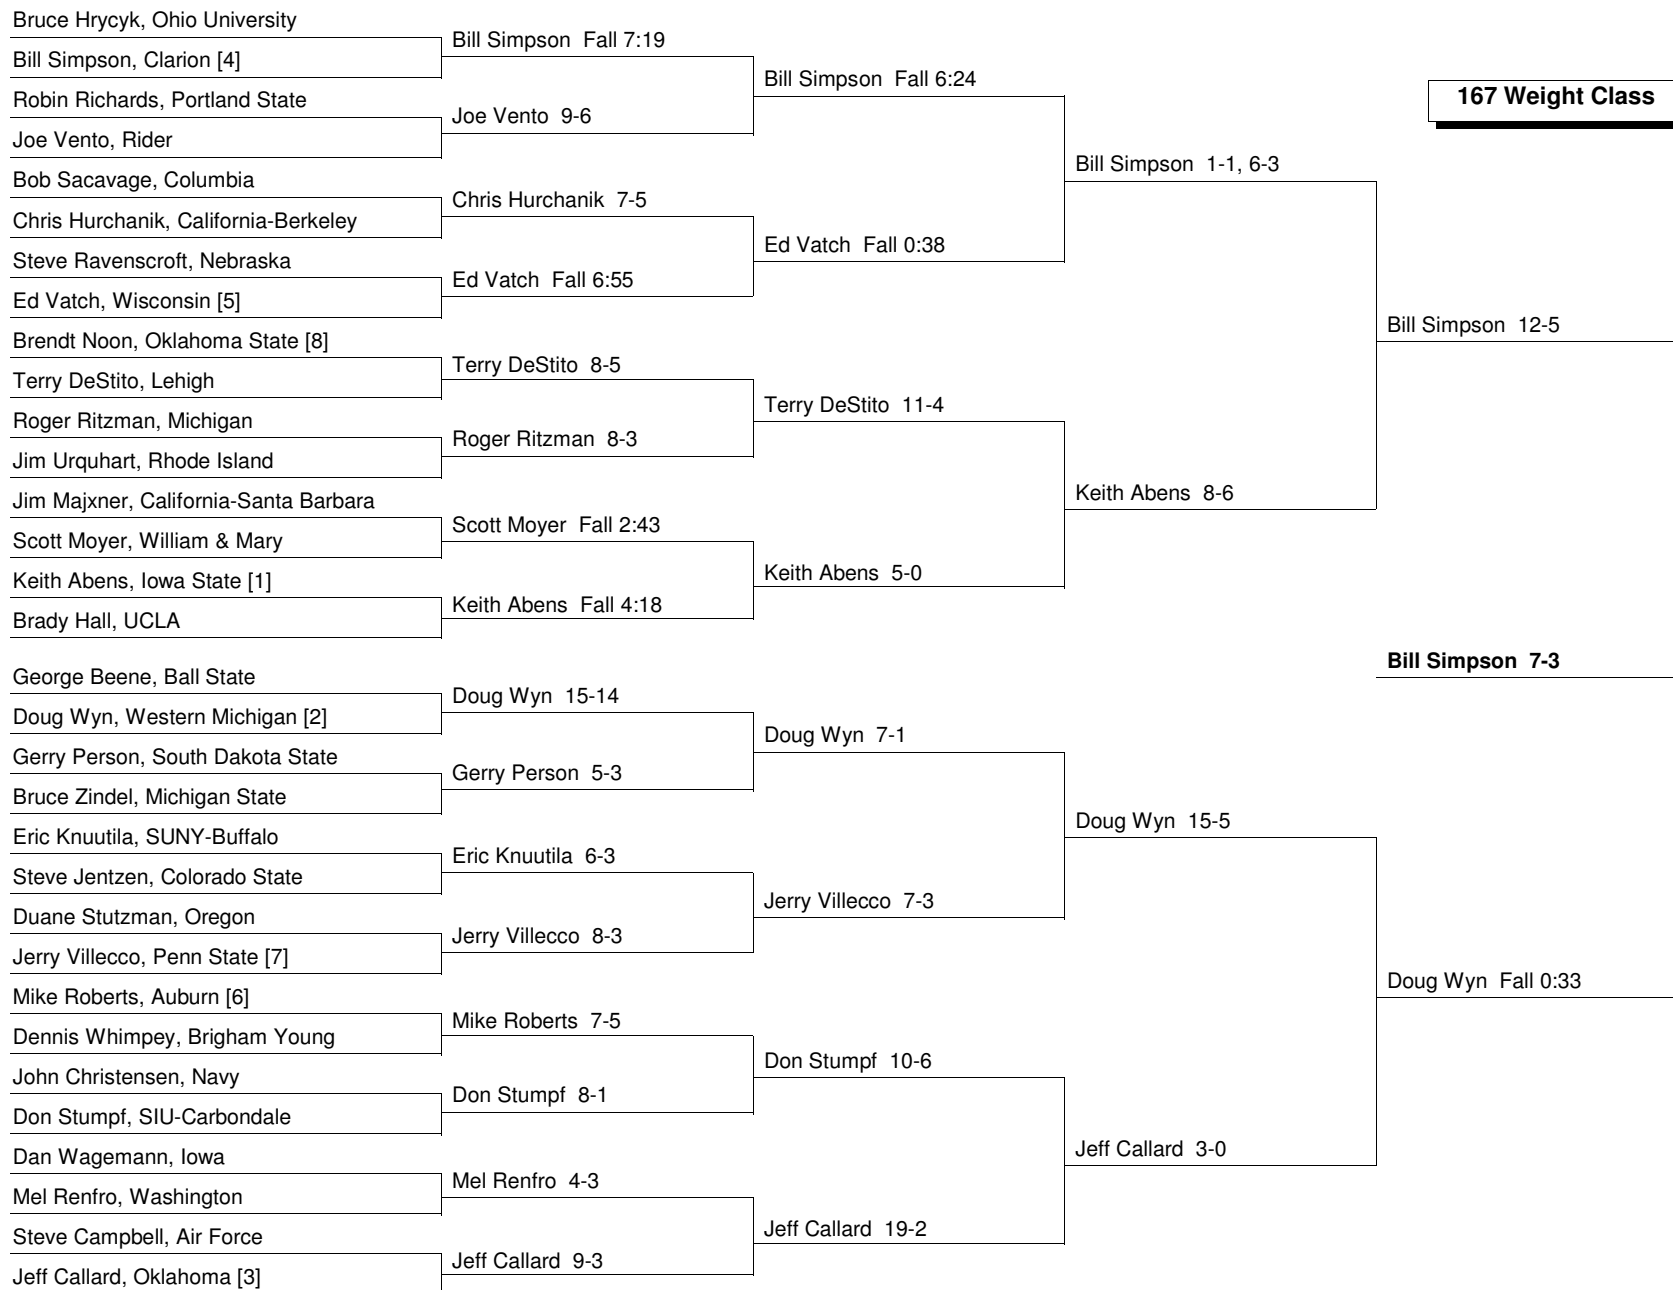 Bruce Hrycyk, Ohio University
Bill Simpson, Clarion [4]
Robin Richards, Portland State
Joe Vento, Rider
Bob Sacavage, Columbia
Chris Hurchanik, California-Berkeley
Steve Ravenscroft, Nebraska
Ed Vatch, Wisconsin [5]
Brendt Noon, Oklahoma State [8]
Terry DeStito, Lehigh
Roger Ritzman, Michigan
Jim Urquhart, Rhode Island
Jim Majxner, California-Santa Barbara
Scott Moyer, William & Mary
Keith Abens, Iowa State [1]
Brady Hall, UCLA
George Beene, Ball State
Doug Wyn, Western Michigan [2]
Gerry Person, South Dakota State
Bruce Zindel, Michigan State
Eric Knuutila, SUNY-Buffalo
Steve Jentzen, Colorado State
Duane Stutzman, Oregon
Jerry Villecco, Penn State [7]
Mike Roberts, Auburn [6]
Dennis Whimpey, Brigham Young
John Christensen, Navy
Don Stumpf, SIU-Carbondale
Dan Wagemann, Iowa
Mel Renfro, Washington
Steve Campbell, Air Force
Jeff Callard, Oklahoma [3]
Bill Simpson Fall 7:19
Joe Vento 9-6
Chris Hurchanik 7-5
Ed Vatch Fall 6:55
Terry DeStito 8-5
Roger Ritzman 8-3
Scott Moyer Fall 2:43
Keith Abens Fall 4:18
Doug Wyn 15-14
Gerry Person 5-3
Eric Knuutila 6-3
Jerry Villecco 8-3
Mike Roberts 7-5
Don Stumpf 8-1
Mel Renfro 4-3
Jeff Callard 9-3
Bill Simpson Fall 6:24
Ed Vatch Fall 0:38
Terry DeStito 11-4
Keith Abens 5-0
Doug Wyn 7-1
Jerry Villecco 7-3
Don Stumpf 10-6
Jeff Callard 19-2
Bill Simpson 1-1, 6-3
Keith Abens 8-6
Doug Wyn 15-5
Jeff Callard 3-0
167 Weight Class
Bill Simpson 12-5
Bill Simpson 7-3
Doug Wyn Fall 0:33